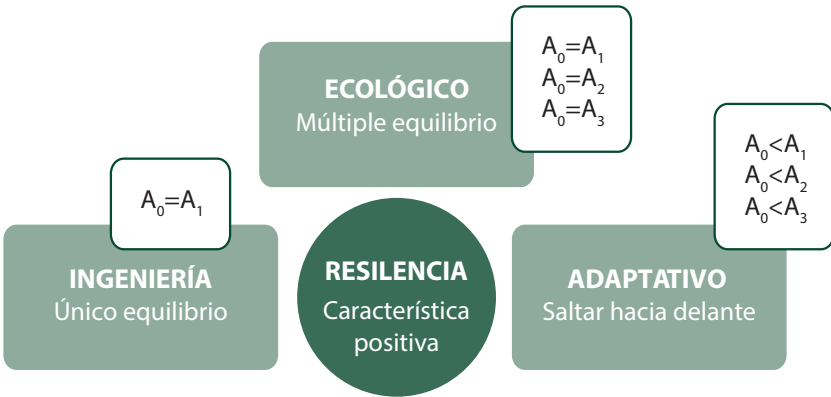 ECOLÓGICO
Múltiple equilibrio
A₀=A₁
A₀=A₂
A₀=A₃
A₀=A₁
INGENIERÍA
Único equilibrio
RESILENCIA
Característica
positiva
A₀<A₁
A₀<A₂
A₀<A₃
ADAPTATIVO
Saltar hacia delante